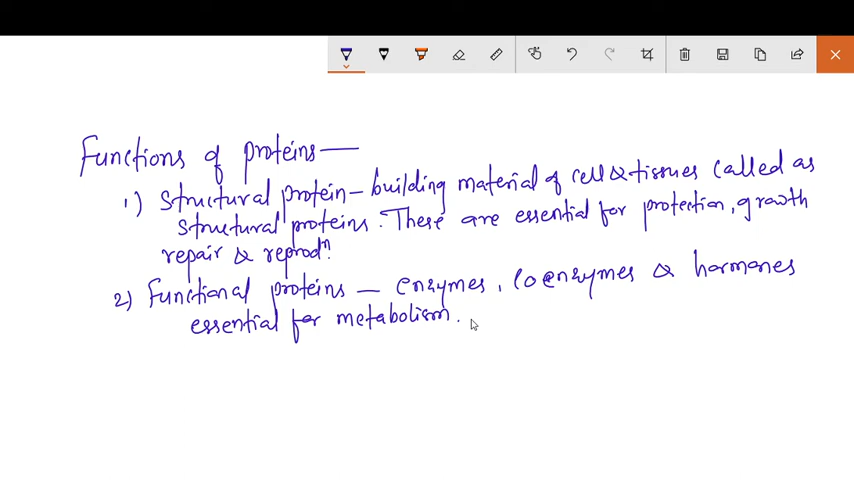 Functions of proteins —
1) Structural protein - building material of cell & tissues called as
structural proteins. These are essential for protection, growth
repair & reprodⁿ.
2) Functional proteins - enzymes, coenzymes & harmones
essential for metabolism.